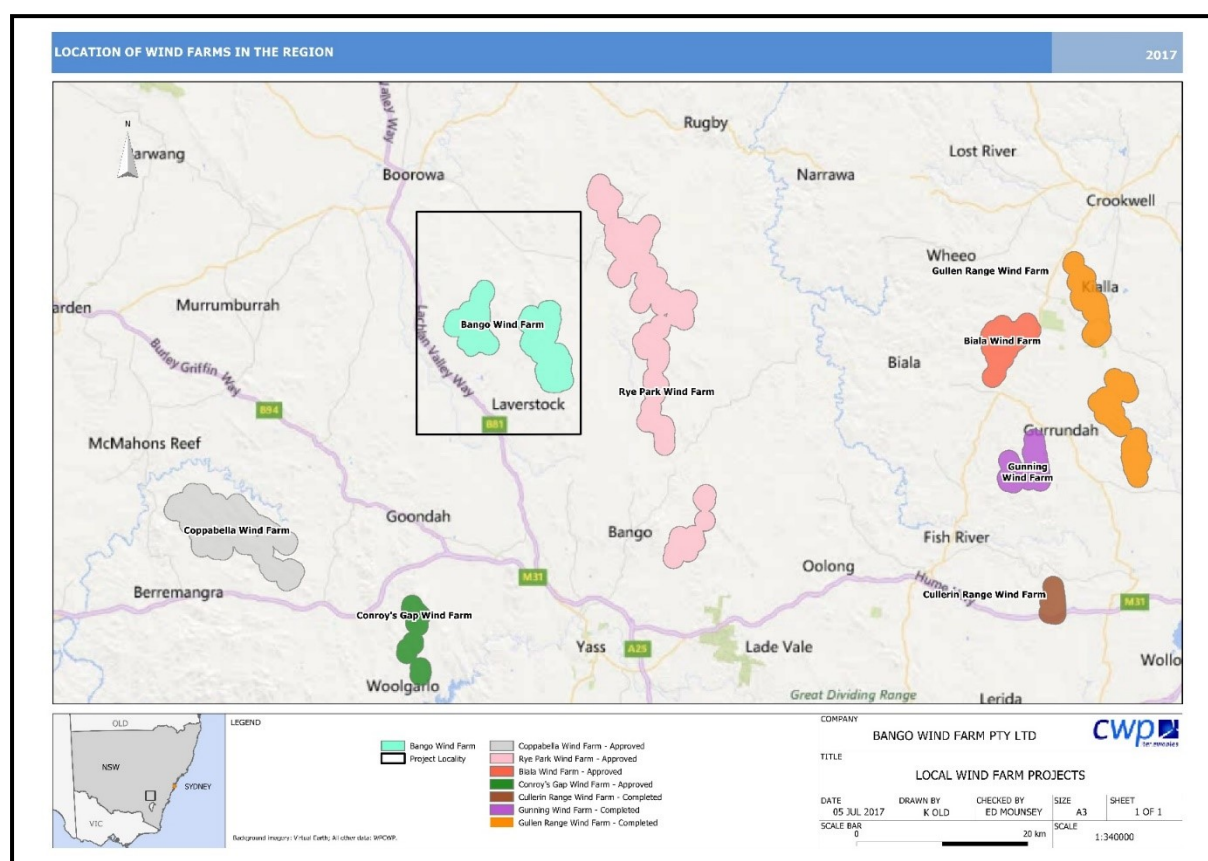 LOCATION OF WIND FARMS IN THE REGION
2017
N
arwang
Valley Way
Rugby
Lost River
Boorowa
Narrawa
Crookwell
Wheeo
Gullen Range Wind Farm
Kialla
arden
Murrumburrah
Bango Wind Farm
Biala Wind Farm
Lachlan Valley Way
Burley Griffin Way
Biala
Rye Park Wind Farm
Laverstock
B94
B81
Gurrundah
McMahons Reef
Gunning
Wind Farm
Goondah
Coppabella Wind Farm
Bango
Fish River
Oolong
M31
Hume
Berremangra
Cullerin Range Wind Farm
M31
Conroy's Gap Wind Farm
Yass
A25
Lade Vale
Wollo
Woolgarlo
Great Dividing Range
Lerida
QLD
NSW
SYDNEY
VIC
LEGEND
Bango Wind Farm
Project Locality
Coppabella Wind Farm - Approved
Rye Park Wind Farm - Approved
Biala Wind Farm - Approved
Conroy's Gap Wind Farm - Approved
Cullerin Range Wind Farm - Completed
Gunning Wind Farm - Completed
Gullen Range Wind Farm - Completed
Background Imagery: Virtual Earth; All other data: WPCWP.
COMPANY
BANGO WIND FARM PTY LTD
cwp
renewables
TITLE
LOCAL WIND FARM PROJECTS
DATE
05 JUL 2017
DRAWN BY
K OLD
CHECKED BY
ED MOUNSEY
SIZE
A3
SHEET
1 OF 1
SCALE BAR
0
20 km
SCALE
1:340000